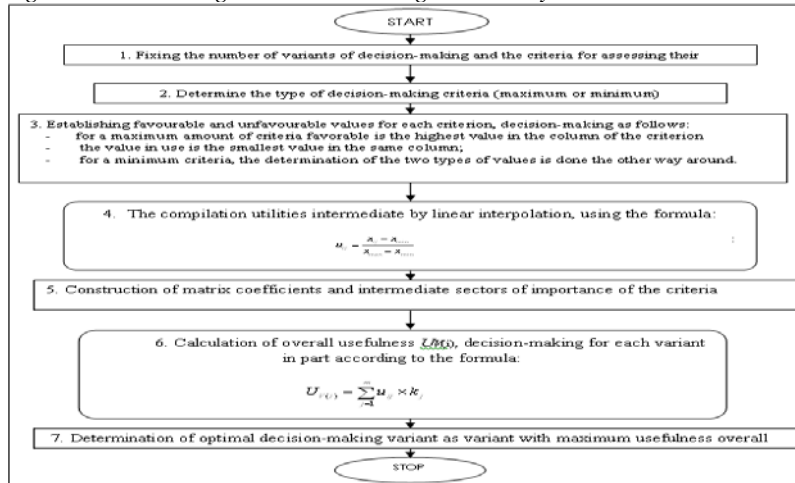 START
1. Fixing the number of variants of decision-making and the criteria for assessing their
2. Determine the type of decision-making criteria (maximum or minimum)
3. Establishing favourable and unfavourable values for each criterion, decision-making as follows:
- for a maximum amount of criteria favorable is the highest value in the column of the criterion
- the value in use is the smallest value in the same column;
- for a minimum criteria, the determination of the two types of values is done the other way around.
4. The compilation utilities intermediate by linear interpolation, using the formula:
5. Construction of matrix coefficients and intermediate sectors of importance of the criteria
6. Calculation of overall usefulness decision-making for each variant
in part according to the formula:
7. Determination of optimal decision-making variant as variant with maximum usefulness overall
STOP